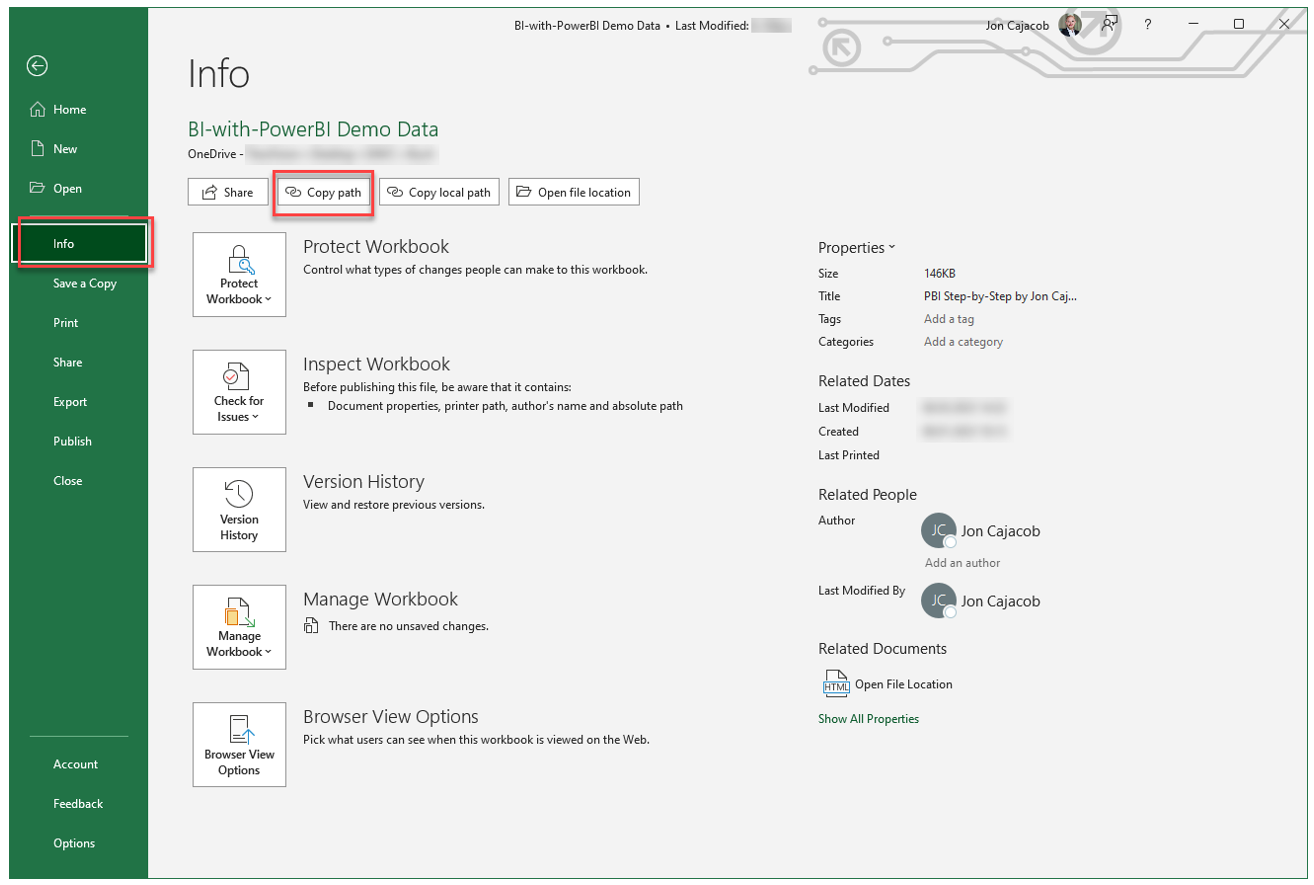 BI-with-PowerBI Demo Data • Last Modified:
Jon Cajacob
?
Home
New
Open
Info
Save a Copy
Print
Share
Export
Publish
Close
Account
Feedback
Options
Info
BI-with-PowerBI Demo Data
OneDrive -
Share
Copy path
Copy local path
Open file location
Protect
Workbook
Protect Workbook
Control what types of changes people can make to this workbook.
Check for
Issues
Inspect Workbook
Before publishing this file, be aware that it contains:
Document properties, printer path, author's name and absolute path
Version
History
Version History
View and restore previous versions.
Manage
Workbook
Manage Workbook
There are no unsaved changes.
Browser View
Options
Browser View Options
Pick what users can see when this workbook is viewed on the Web.
Properties
Size 146KB
Title PBI Step-by-Step by Jon Caj...
Tags Add a tag
Categories Add a category
Related Dates
Last Modified
Created
Last Printed
Related People
Author JC Jon Cajacob
Add an author
Last Modified By JC Jon Cajacob
Related Documents
HTML Open File Location
Show All Properties